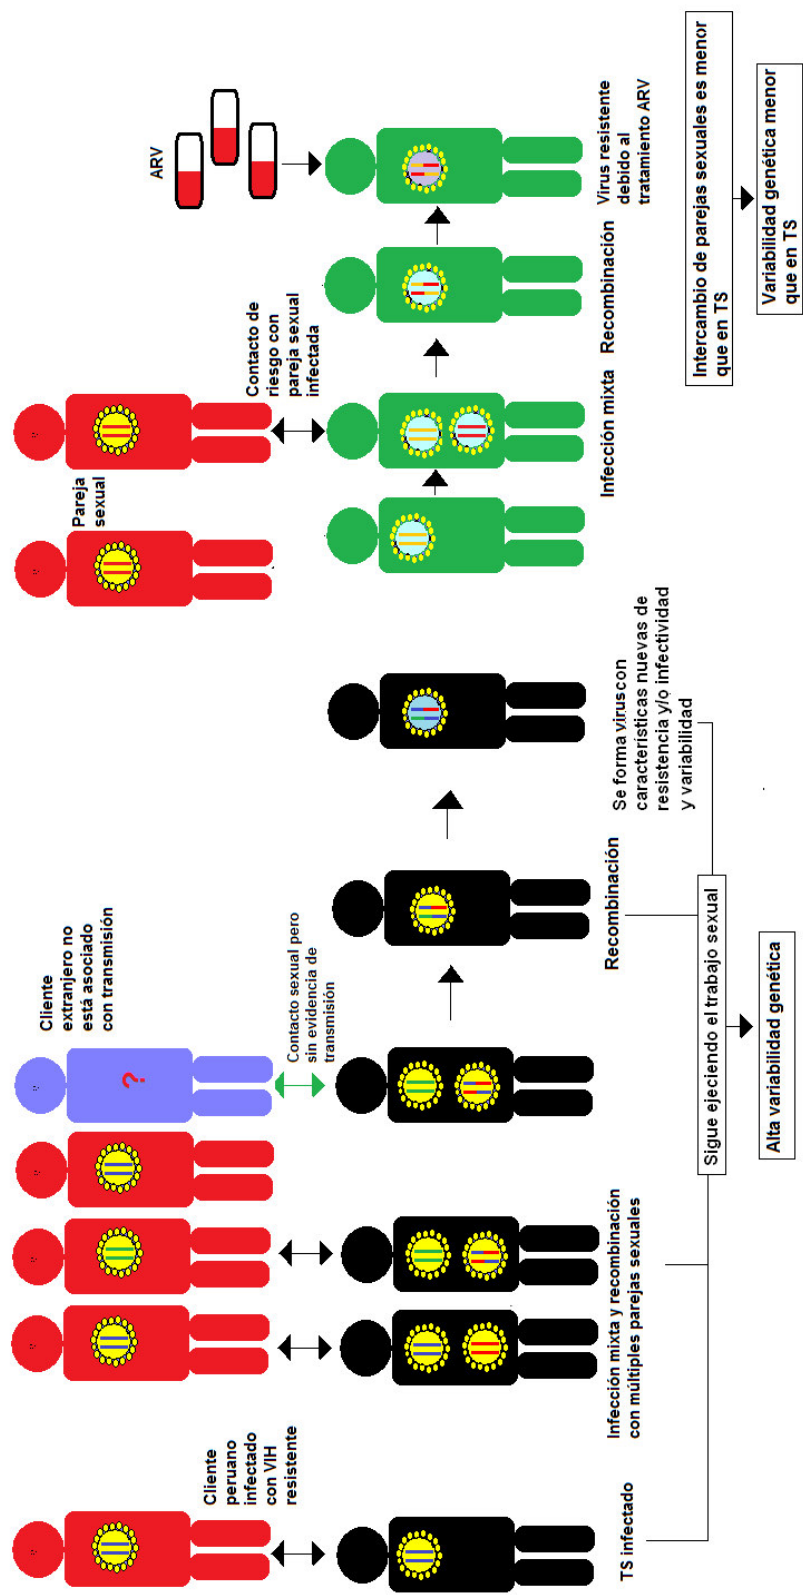 Cliente
peruano
infectado
con VIH
resistente
TS infectado
Infección mixta y recombinación
con múltiples parejas sexuales
Cliente
extranjero no
está asociado
con transmisión
?
Contacto sexual pero
sin evidencia de
transmisión
Recombinación
Se forma virus con
características nuevas de
resistencia y/o infectividad
y variabilidad
Sigue ejeciendo el trabajo sexual
Alta variabilidad genética
Pareja
sexual
Contacto de
riesgo con
pareja sexual
infectada
ARV
Infección mixta
Recombinación
Virus resistente
debido al
tratamiento ARV
Intercambio de parejas sexuales es menor
que en TS
Variabilidad genética menor
que en TS